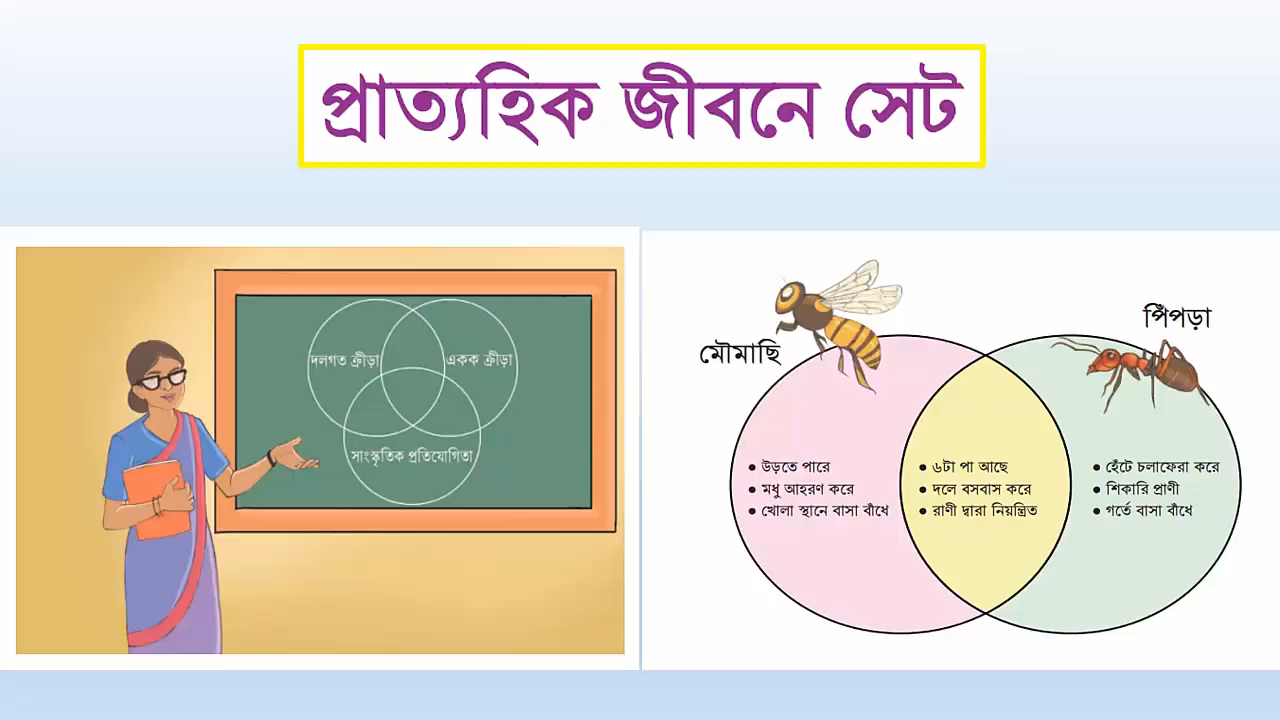 প্রাত্যহিক জীবনে সেট
দলগত ক্রীড়া
একক ক্রীড়া
সাংস্কৃতিক প্রতিযোগিতা
মৌমাছি
পিঁপড়া
• উড়তে পারে
• মধু আহরণ করে
• খোলা স্থানে বাসা বাঁধে
• ৬টা পা আছে
• দলে বসবাস করে
• রাণী দ্বারা নিয়ন্ত্রিত
• হেঁটে চলাফেরা করে
• শিকারি প্রাণী
• গর্তে বাসা বাঁধে